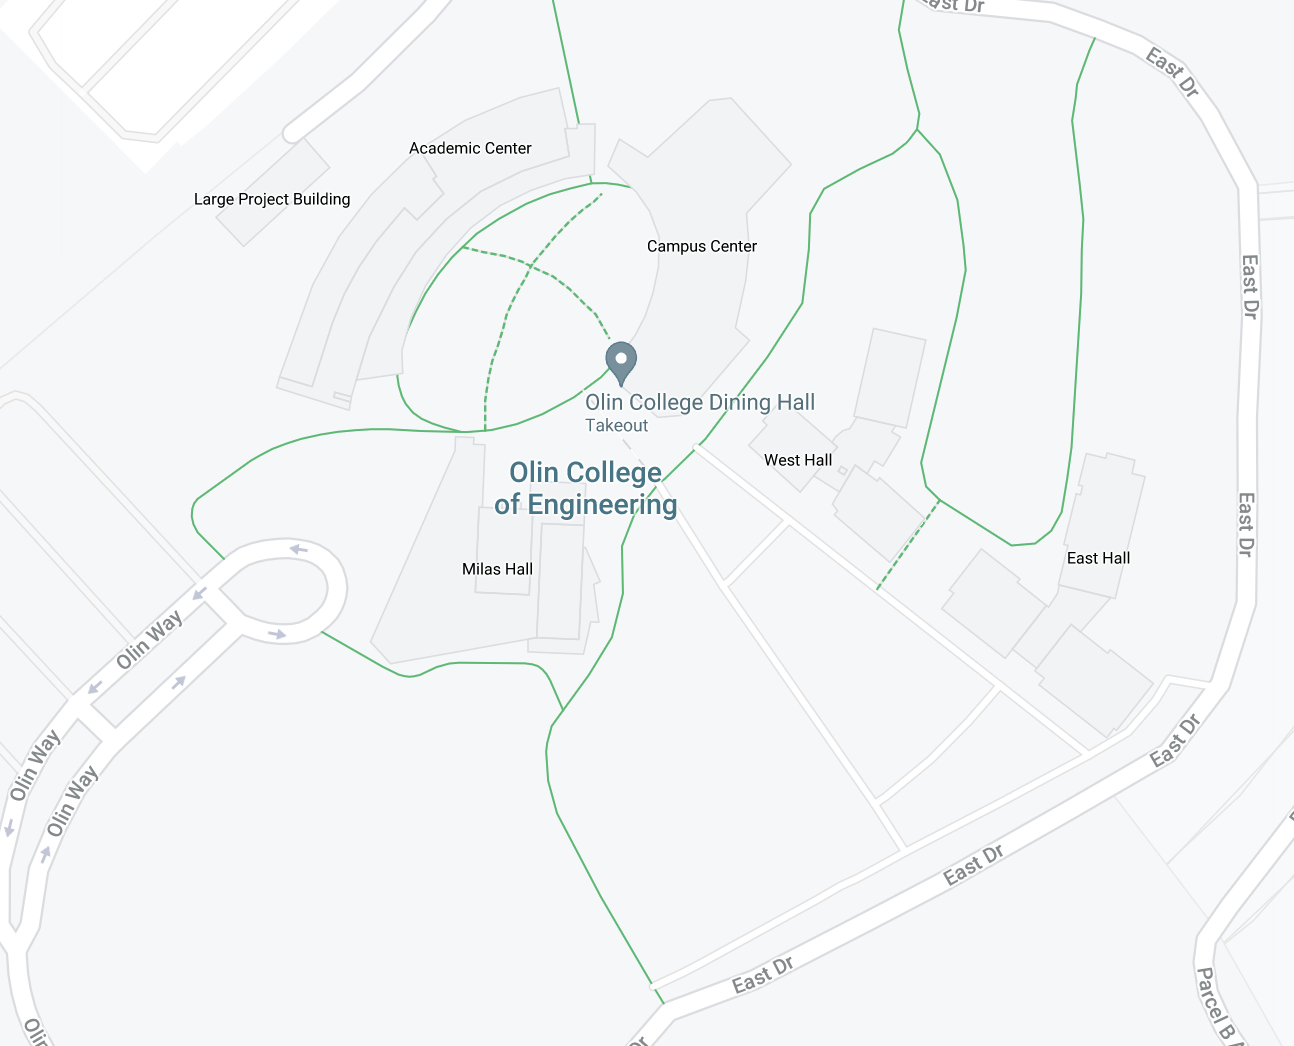 East Dr
East Dr
Academic Center
Large Project Building
Campus Center
East Dr
Olin College Dining Hall
Takeout
West Hall
Olin College
of Engineering
East Dr
Milas Hall
East Hall
Olin Way
Olin Way
Olin Way
East Dr
East Dr
East Dr
Parcel B